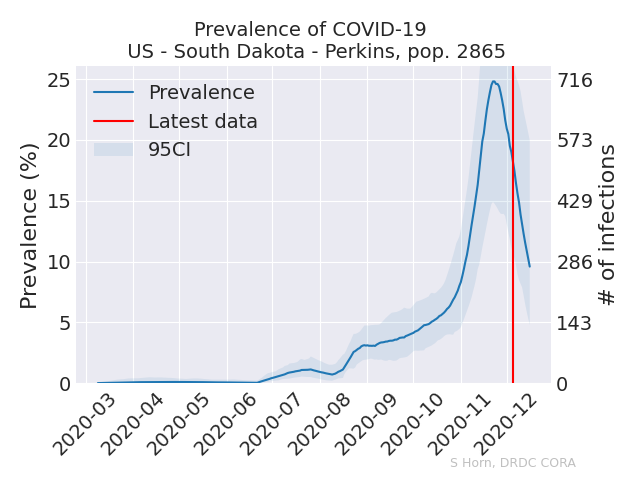 Prevalence of COVID-19
US - South Dakota - Perkins, pop. 2865
Prevalence
Latest data
95CI
Prevalence (%)
25
20
15
10
5
0
716
573
429
286
143
0
# of infections
2020-03
2020-04
2020-05
2020-06
2020-07
2020-08
2020-09
2020-10
2020-11
2020-12
S Horn, DRDC CORA